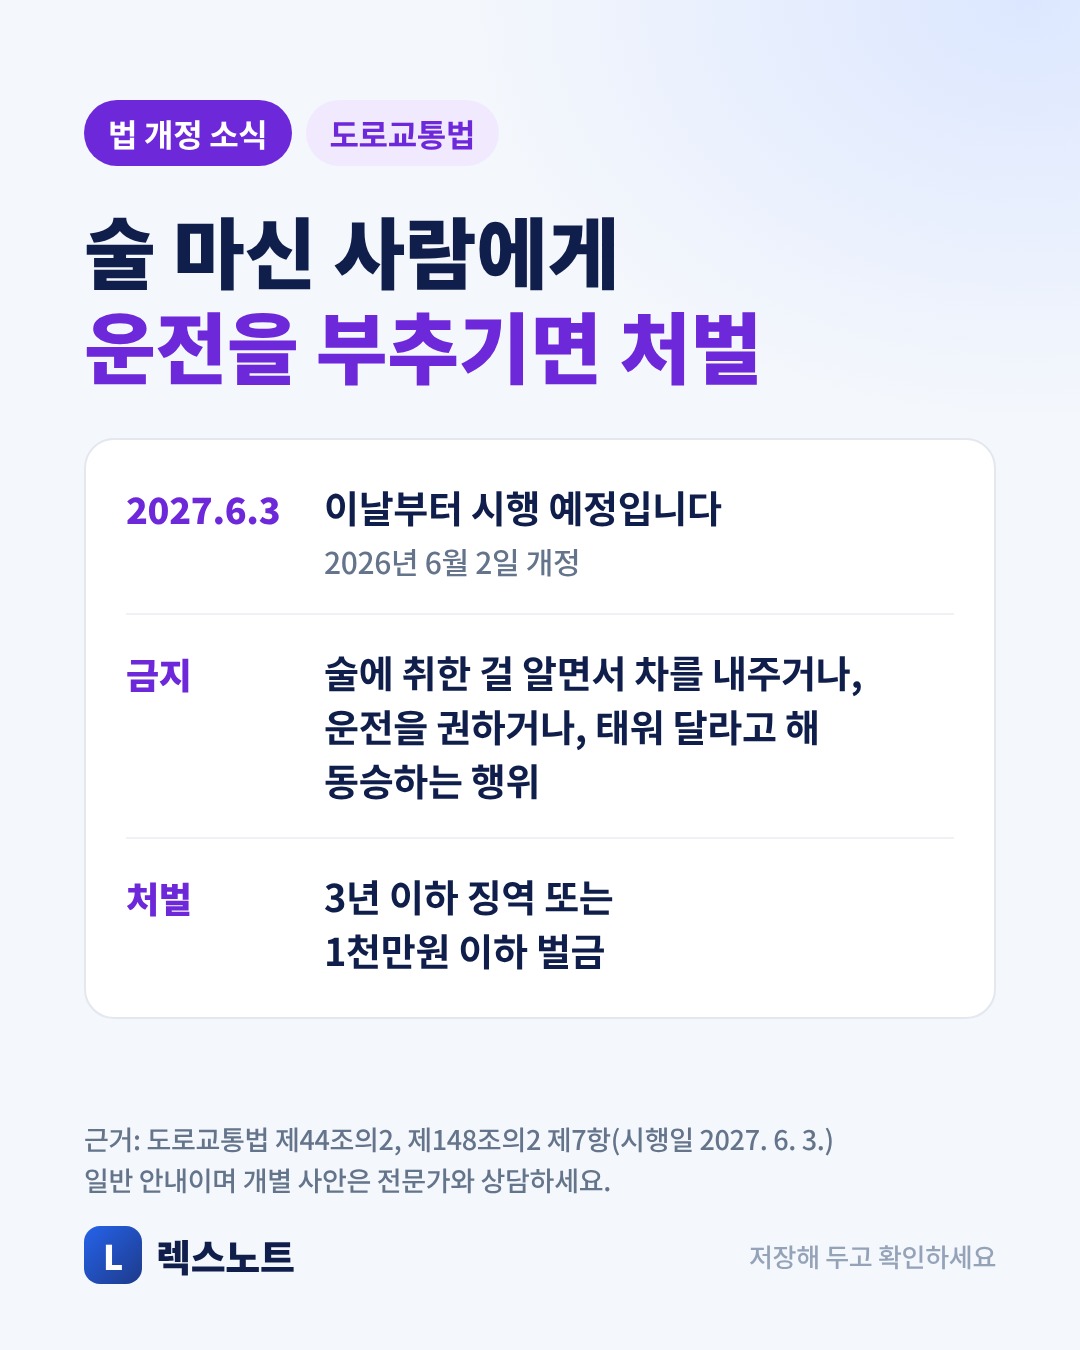 법 개정 소식 도로교통법
술 마신 사람에게
운전을 부추기면 처벌
2027.6.3 이날부터 시행 예정입니다
2026년 6월 2일 개정
금지 술에 취한 걸 알면서 차를 내주거나,
운전을 권하거나, 태워 달라고 해
동승하는 행위
처벌 3년 이하 징역 또는
1천만원 이하 벌금
근거: 도로교통법 제44조의2, 제148조의2 제7항(시행일 2027. 6. 3.)
일반 안내이며 개별 사안은 전문가와 상담하세요.
L 렉스노트 저장해 두고 확인하세요